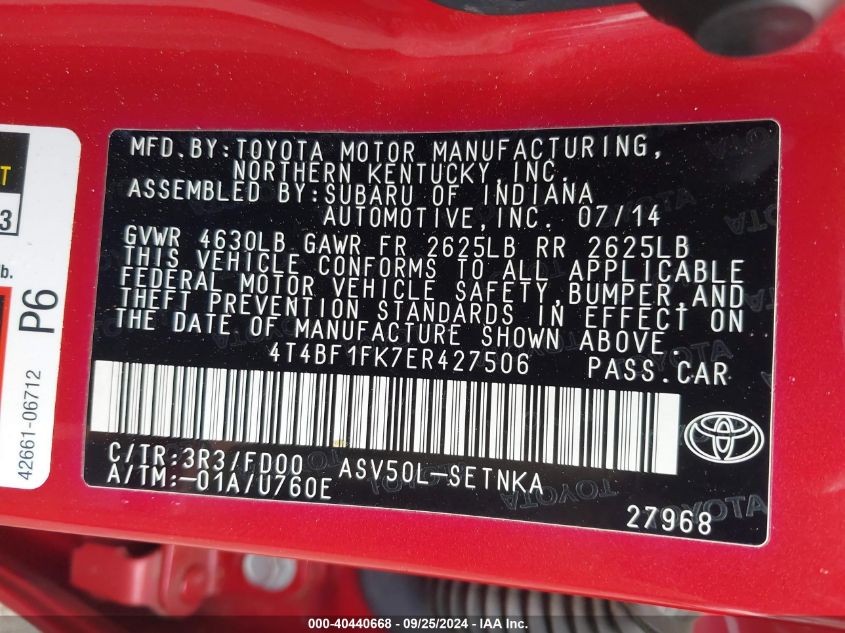 MFD.BY:TOYOTA MOTOR MANUFACTURING,
NORTHERN KENTUCKY, INC.
ASSEMBLED BY:SUBARU OF INDIANA
AUTOMOTIVE,INC. 07/14
GVWR 4630LB GAWR FR 2625LB RR 2625LB
THIS VEHICLE CONFORMS TO ALL APPLICABLE
FEDERAL MOTOR VEHICLE SAFETY,BUMPER,AND
THEFT PREVENTION STANDARDS IN EFFECT ON
THE DATE OF MANUFACTURE SHOWN ABOVE.
4T4BF1FK7ER427506 PASS.CAR
C/TR:3R3/FD00 ASV50L-SETNKA
A/TM:-01A/U760E
27968
TOYOTA
3
b.
P6
42661-06712
000-40440668 - 09/25/2024 - IAA Inc.